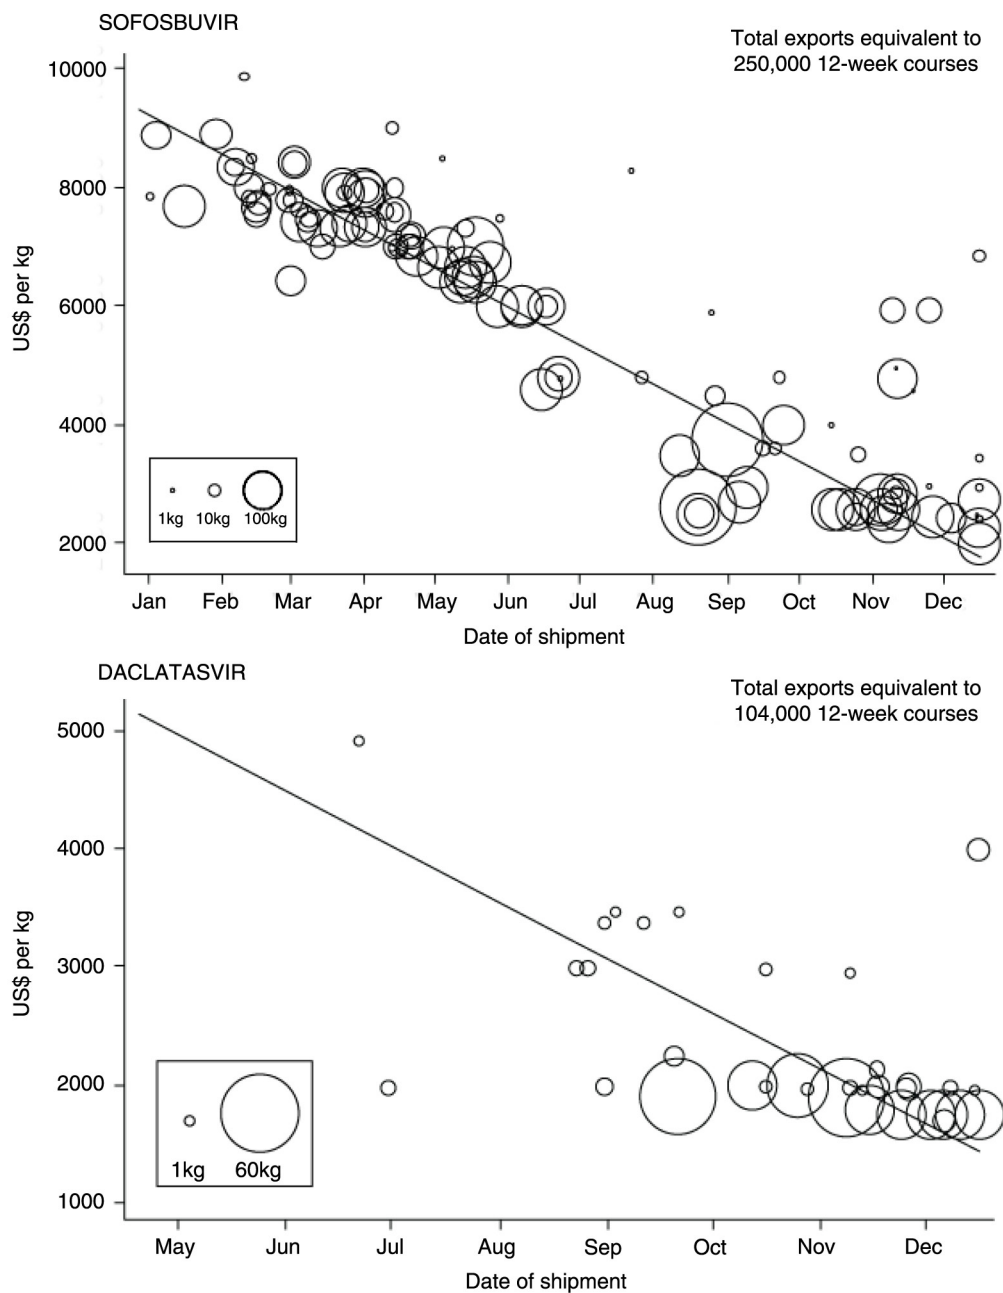 SOFOSBUVIR
Total exports equivalent to
250,000 12-week courses
10000
8000
6000
4000
2000
US$ per kg
1kg 10kg 100kg
Jan Feb Mar Apr May Jun Jul Aug Sep Oct Nov Dec
Date of shipment
DACLATASVIR
Total exports equivalent to
104,000 12-week courses
5000
4000
3000
2000
1000
US$ per kg
1kg 60kg
May Jun Jul Aug Sep Oct Nov Dec
Date of shipment